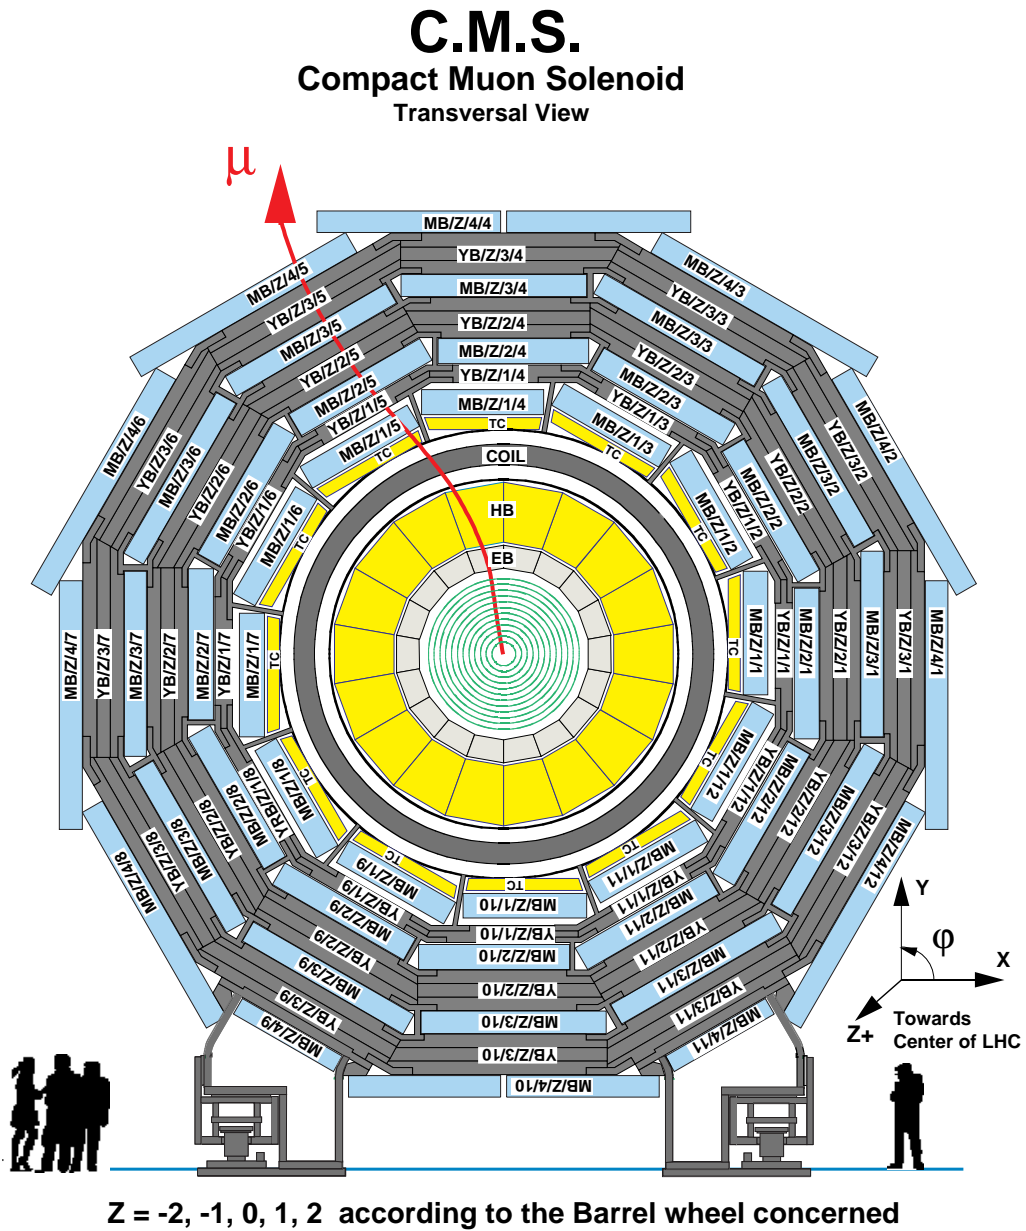 C.M.S.
Compact Muon Solenoid
Transversal View
μ
MB/Z/4/4
YB/Z/3/4
MB/Z/3/4
YB/Z/2/4
MB/Z/2/4
YB/Z/1/4
MB/Z/1/4
TC
MB/Z/4/5
YB/Z/3/5
MB/Z/3/5
YB/Z/2/5
MB/Z/2/5
YB/Z/1/5
MB/Z/1/5
TC
MB/Z/4/3
YB/Z/3/3
MB/Z/3/3
YB/Z/2/3
MB/Z/2/3
YB/Z/1/3
MB/Z/1/3
TC
MB/Z/4/6
YB/Z/3/6
MB/Z/3/6
YB/Z/2/6
MB/Z/2/6
YB/Z/1/6
MB/Z/1/6
TC
MB/Z/4/2
YB/Z/3/2
MB/Z/3/2
YB/Z/2/2
MB/Z/2/2
YB/Z/1/2
MB/Z/1/2
TC
COIL
HB
EB
MB/Z/4/7
YB/Z/3/7
MB/Z/3/7
YB/Z/2/7
MB/Z/2/7
YB/Z/1/7
MB/Z/1/7
TC
TC
MB/Z/1/1
YB/Z/1/1
MB/Z/2/1
YB/Z/2/1
MB/Z/3/1
YB/Z/3/1
MB/Z/4/1
MB/Z/4/8
YB/Z/3/8
MB/Z/3/8
YB/Z/2/8
MB/Z/2/8
YRB/Z/1/8
MB/Z/1/8
TC
TC
MB/Z/1/12
YB/Z/1/12
MB/Z/2/12
YB/Z/2/12
MB/Z/3/12
YB/Z/3/12
MB/Z/4/12
TC
MB/Z/1/9
YB/Z/1/9
MB/Z/2/9
YB/Z/2/9
MB/Z/3/9
YB/Z/3/9
MB/Z/4/9
TC
MB/Z/1/11
YB/Z/1/11
MB/Z/2/11
YB/Z/2/11
MB/Z/3/11
YB/Z/3/11
MB/Z/4/11
TC
MB/Z/1/10
YB/Z/1/10
MB/Z/2/10
YB/Z/2/10
MB/Z/3/10
YB/Z/3/10
MB/Z/4/10
Y
φ
X
Z+
Towards
Center of LHC
Z = -2, -1, 0, 1, 2 according to the Barrel wheel concerned